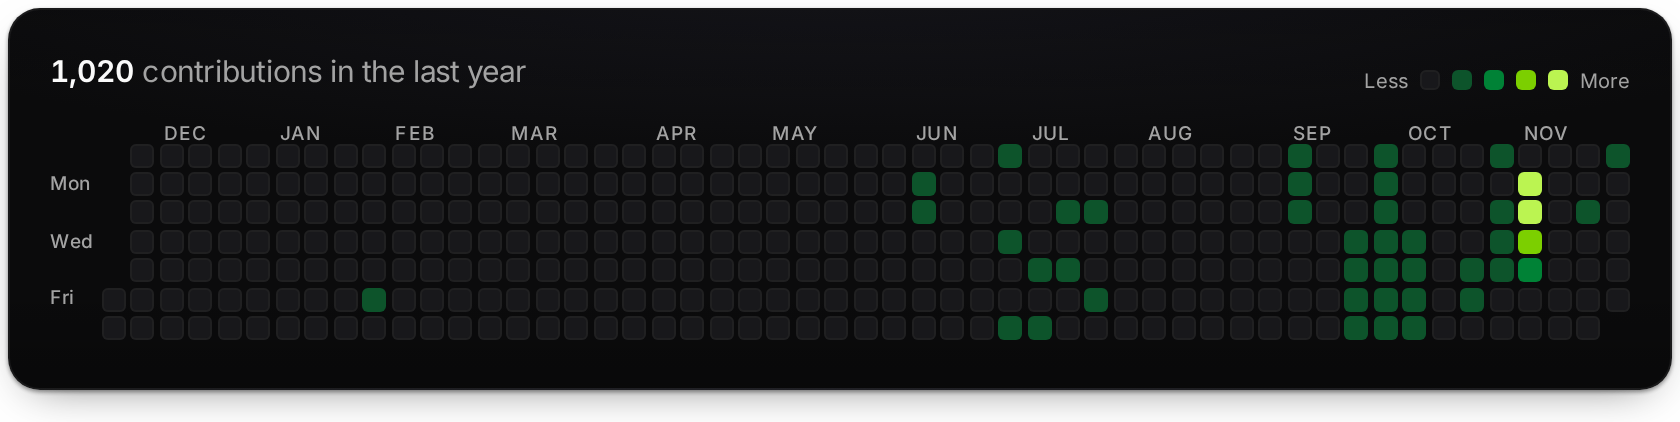 1,020 contributions in the last year
Less More
DEC JAN FEB MAR APR MAY JUN JUL AUG SEP OCT NOV
Mon
Wed
Fri